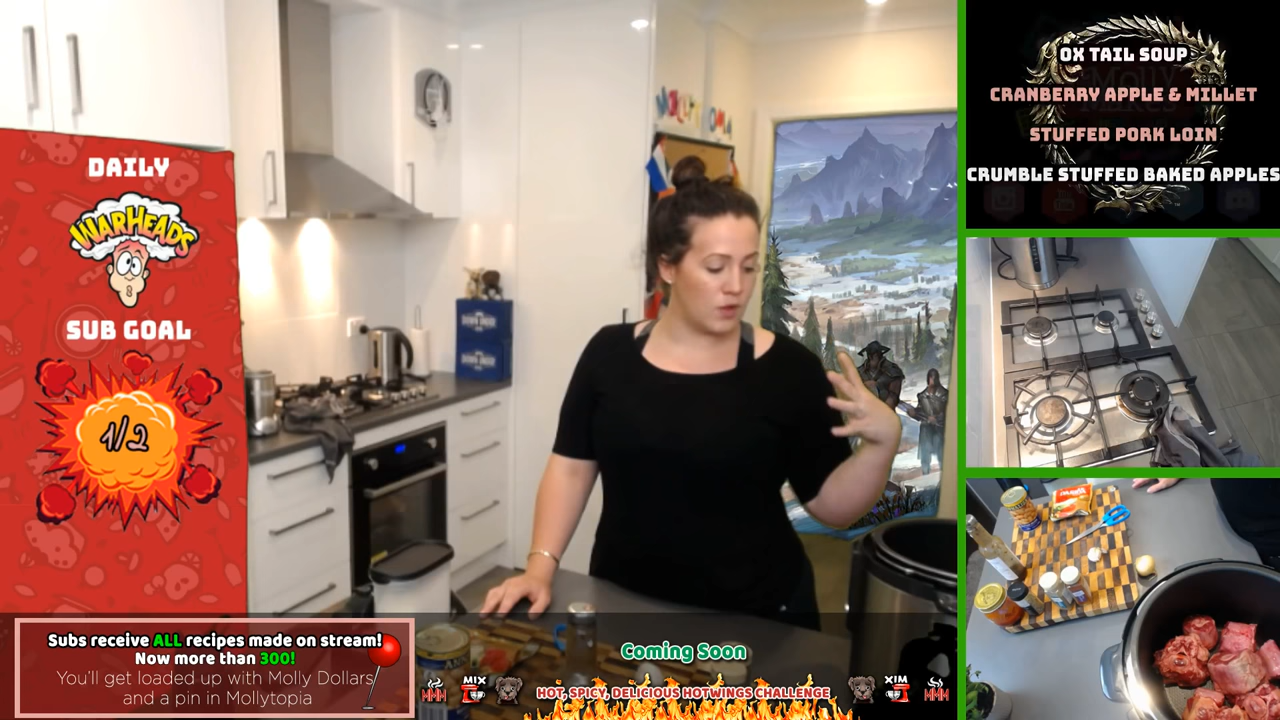 DAILY
WARHEADS
SUB GOAL
1/2
MOLLYTOPIA
OX TAIL SOUP
CRANBERRY APPLE & MILLET
STUFFED PORK LOIN
CRUMBLE STUFFED BAKED APPLES
Subs receive ALL recipes made on stream!
Now more than 300!
You'll get loaded up with Molly Dollars
and a pin in Mollytopia
Coming Soon
MIX
HOT, SPICY, DELICIOUS HOTWINGS CHALLENGE
XIM